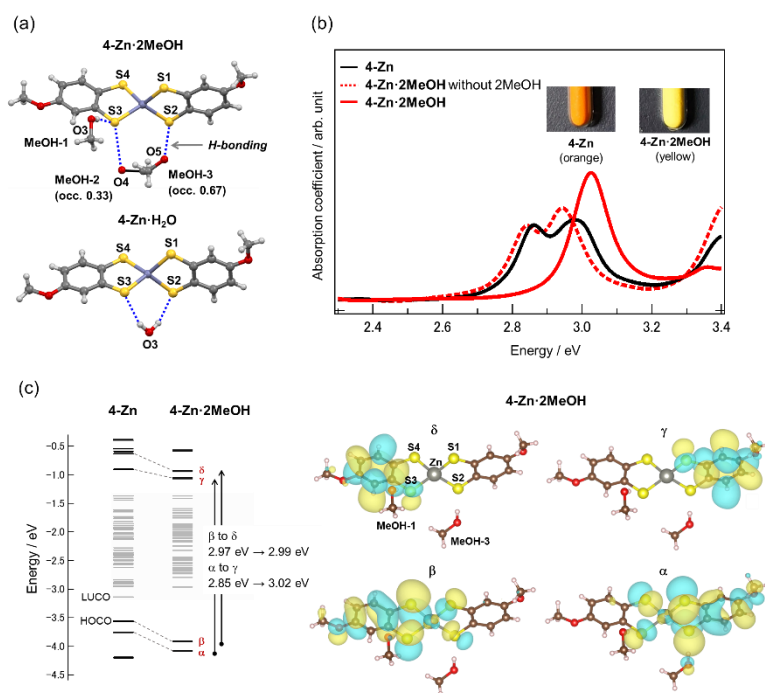 (a)
4-Zn·2MeOH
S4
S1
S3
S2
O3
MeOH-1
O5
H-bonding
MeOH-2
(occ. 0.33)
O4
MeOH-3
(occ. 0.67)
4-Zn·H2O
S4
S1
S3
S2
O3
(b)
4-Zn
4-Zn·2MeOH without 2MeOH
4-Zn·2MeOH
4-Zn
(orange)
4-Zn·2MeOH
(yellow)
Absorption coefficient / arb. unit
2.4
2.6
2.8
3.0
3.2
3.4
Energy / eV
(c)
4-Zn
4-Zn·2MeOH
Energy / eV
−0.5
−1.0
−1.5
−2.0
−2.5
−3.0
−3.5
−4.0
−4.5
LUCO
HOCO
δ
γ
β to δ
2.97 eV → 2.99 eV
α to γ
2.85 eV → 3.02 eV
β
α
4-Zn·2MeOH
δ
S4
S1
Zn
S3
S2
MeOH-1
MeOH-3
γ
β
α